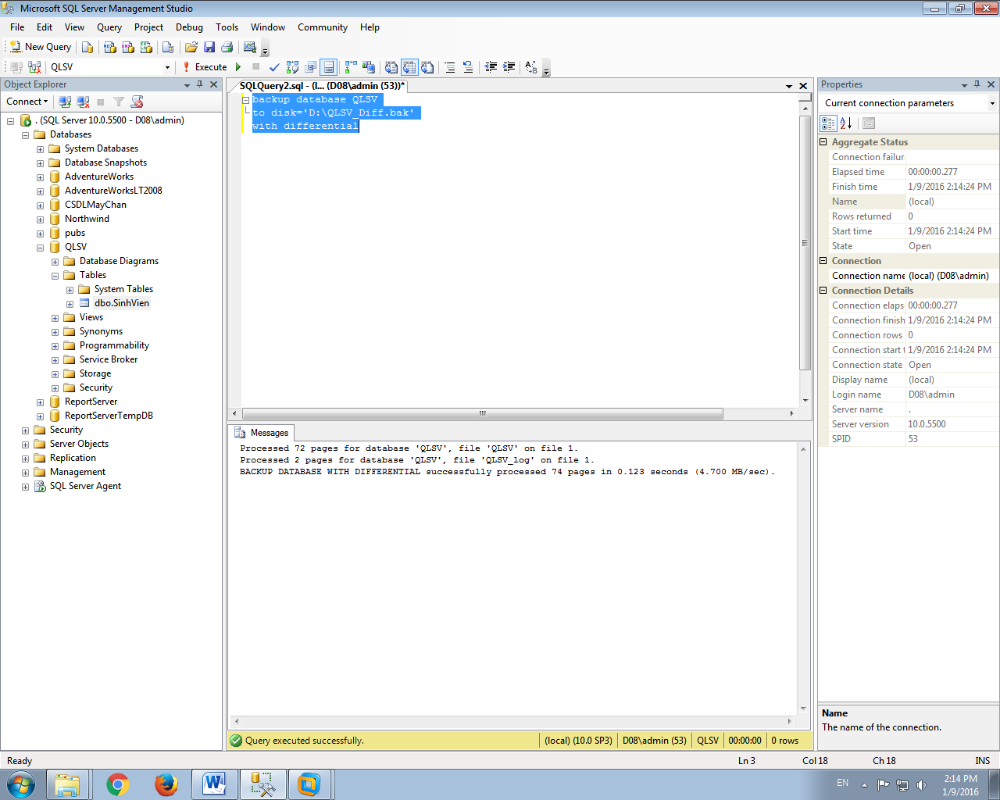 Microsoft SQL Server Management Studio
File Edit View Query Project Debug Tools Window Community Help
New Query
QLSV
Execute
Object Explorer
Connect
. (SQL Server 10.0.5500 - D08\admin)
Databases
System Databases
Database Snapshots
AdventureWorks
AdventureWorksLT2008
CSDLMayChan
Northwind
pubs
QLSV
Database Diagrams
Tables
System Tables
dbo.SinhVien
Views
Synonyms
Programmability
Service Broker
Storage
Security
ReportServer
ReportServerTempDB
Security
Server Objects
Replication
Management
SQL Server Agent
SQLQuery2.sql - (l... (D08\admin (53))*
backup database QLSV
to disk='D:\QLSV_Diff.bak'
with differential
Messages
Processed 72 pages for database 'QLSV', file 'QLSV' on file 1.
Processed 2 pages for database 'QLSV', file 'QLSV_log' on file 1.
BACKUP DATABASE WITH DIFFERENTIAL successfully processed 74 pages in 0.123 seconds (4.700 MB/sec).
Query executed successfully.
(local) (10.0 SP3) D08\admin (53) QLSV 00:00:00 0 rows
Properties
Current connection parameters
Aggregate Status
Connection failur
Elapsed time 00:00:00.277
Finish time 1/9/2016 2:14:24 PM
Name (local)
Rows returned 0
Start time 1/9/2016 2:14:24 PM
State Open
Connection
Connection name (local) (D08\admin)
Connection Details
Connection elaps 00:00:00.277
Connection finish 1/9/2016 2:14:24 PM
Connection rows 0
Connection start t 1/9/2016 2:14:24 PM
Connection state Open
Display name (local)
Login name D08\admin
Server name .
Server version 10.0.5500
SPID 53
Name
The name of the connection.
Ready
Ln 3 Col 18 Ch 18 INS
EN
2:14 PM
1/9/2016